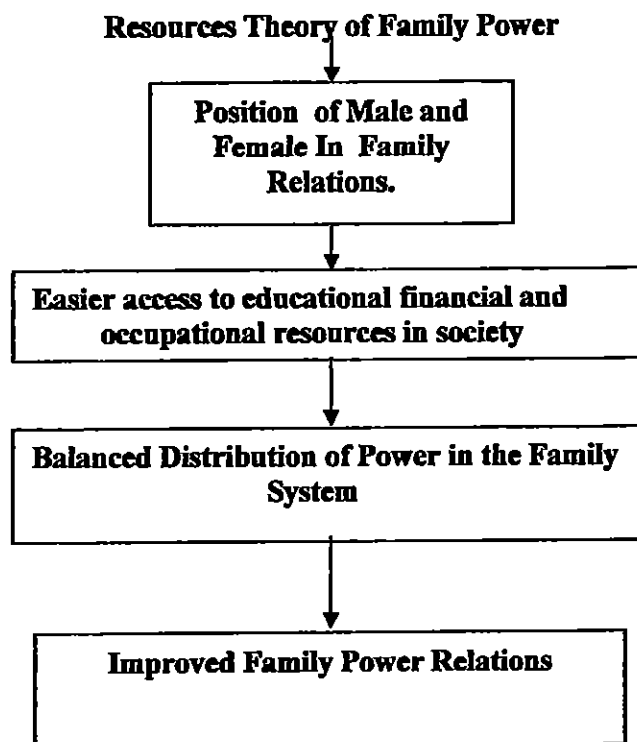 Resources Theory of Family Power
Position of Male and
Female In Family
Relations.
Easier access to educational financial and
occupational resources in society
Balanced Distribution of Power in the Family
System
Improved Family Power Relations